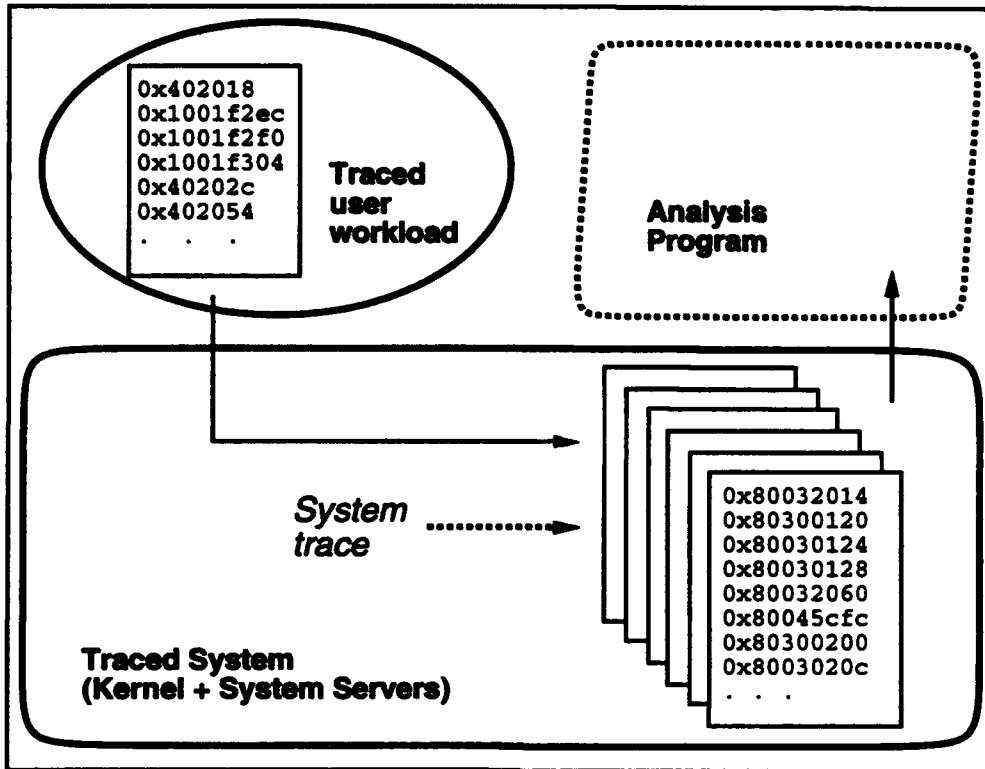 0x402018
0x1001f2ec
0x1001f2f0
0x1001f304
0x40202c
0x402054
. . .
Traced
user
workload
Analysis
Program
System
trace
0x80032014
0x80300120
0x80030124
0x80030128
0x80032060
0x80045cfc
0x80300200
0x8003020c
. . .
Traced System
(Kernel + System Servers)